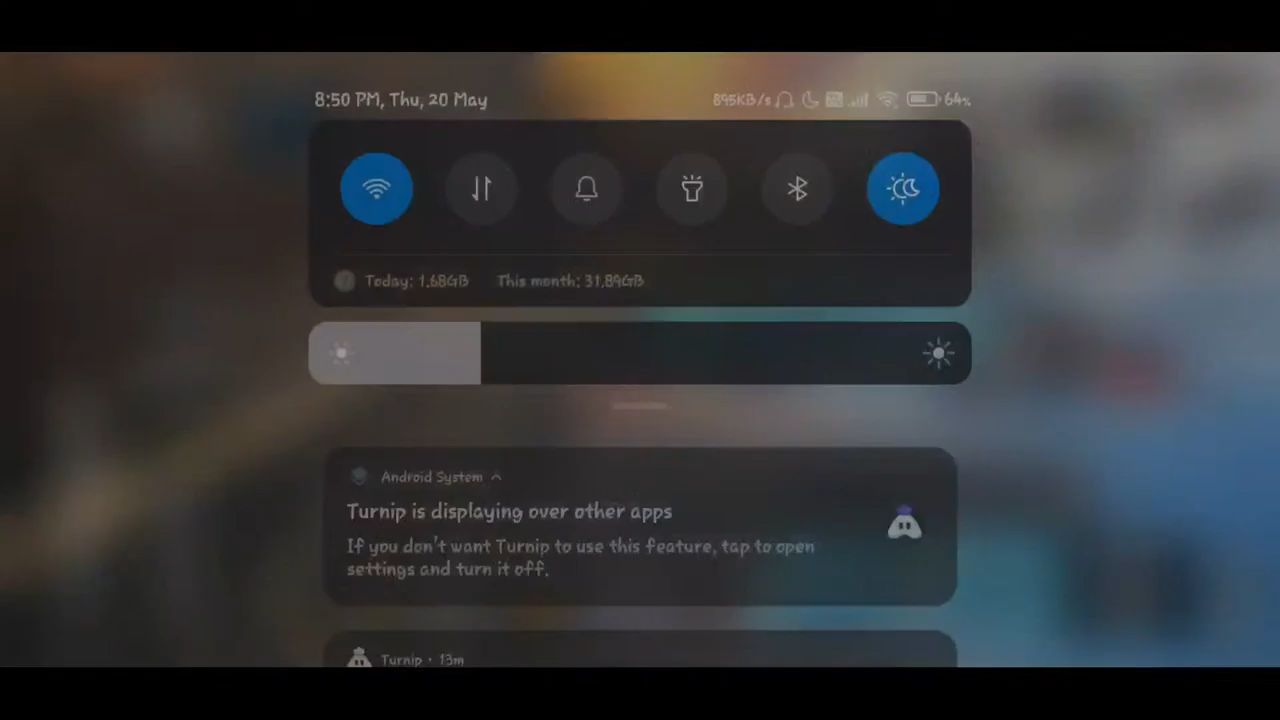 8:50 PM, Thu, 20 May
895KB/s 64%
Today: 1.68GB This month: 31.89GB
Android System
Turnip is displaying over other apps
If you don't want Turnip to use this feature, tap to open
settings and turn it off.
Turnip • 13m